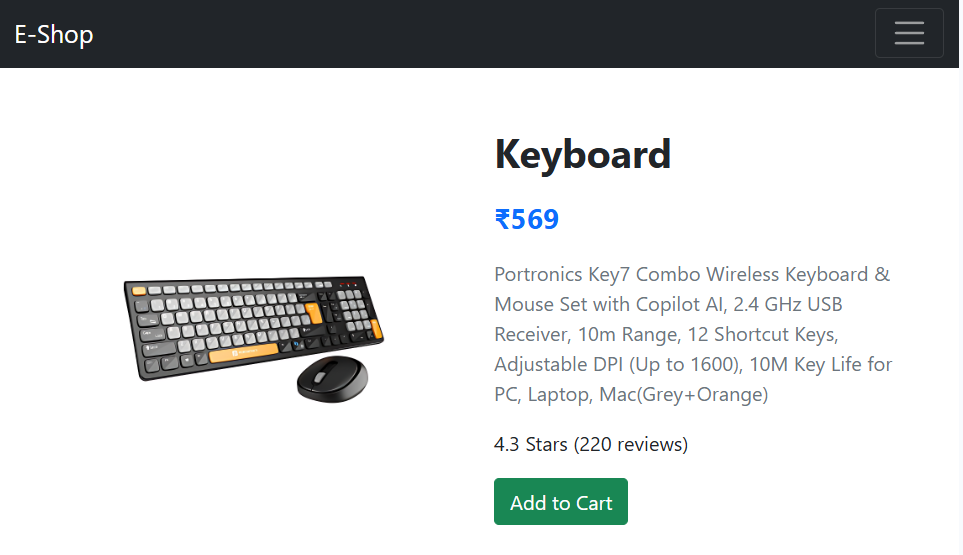 E-Shop
Keyboard
₹569
Portronics Key7 Combo Wireless Keyboard &
Mouse Set with Copilot AI, 2.4 GHz USB
Receiver, 10m Range, 12 Shortcut Keys,
Adjustable DPI (Up to 1600), 10M Key Life for
PC, Laptop, Mac(Grey+Orange)
4.3 Stars (220 reviews)
Add to Cart